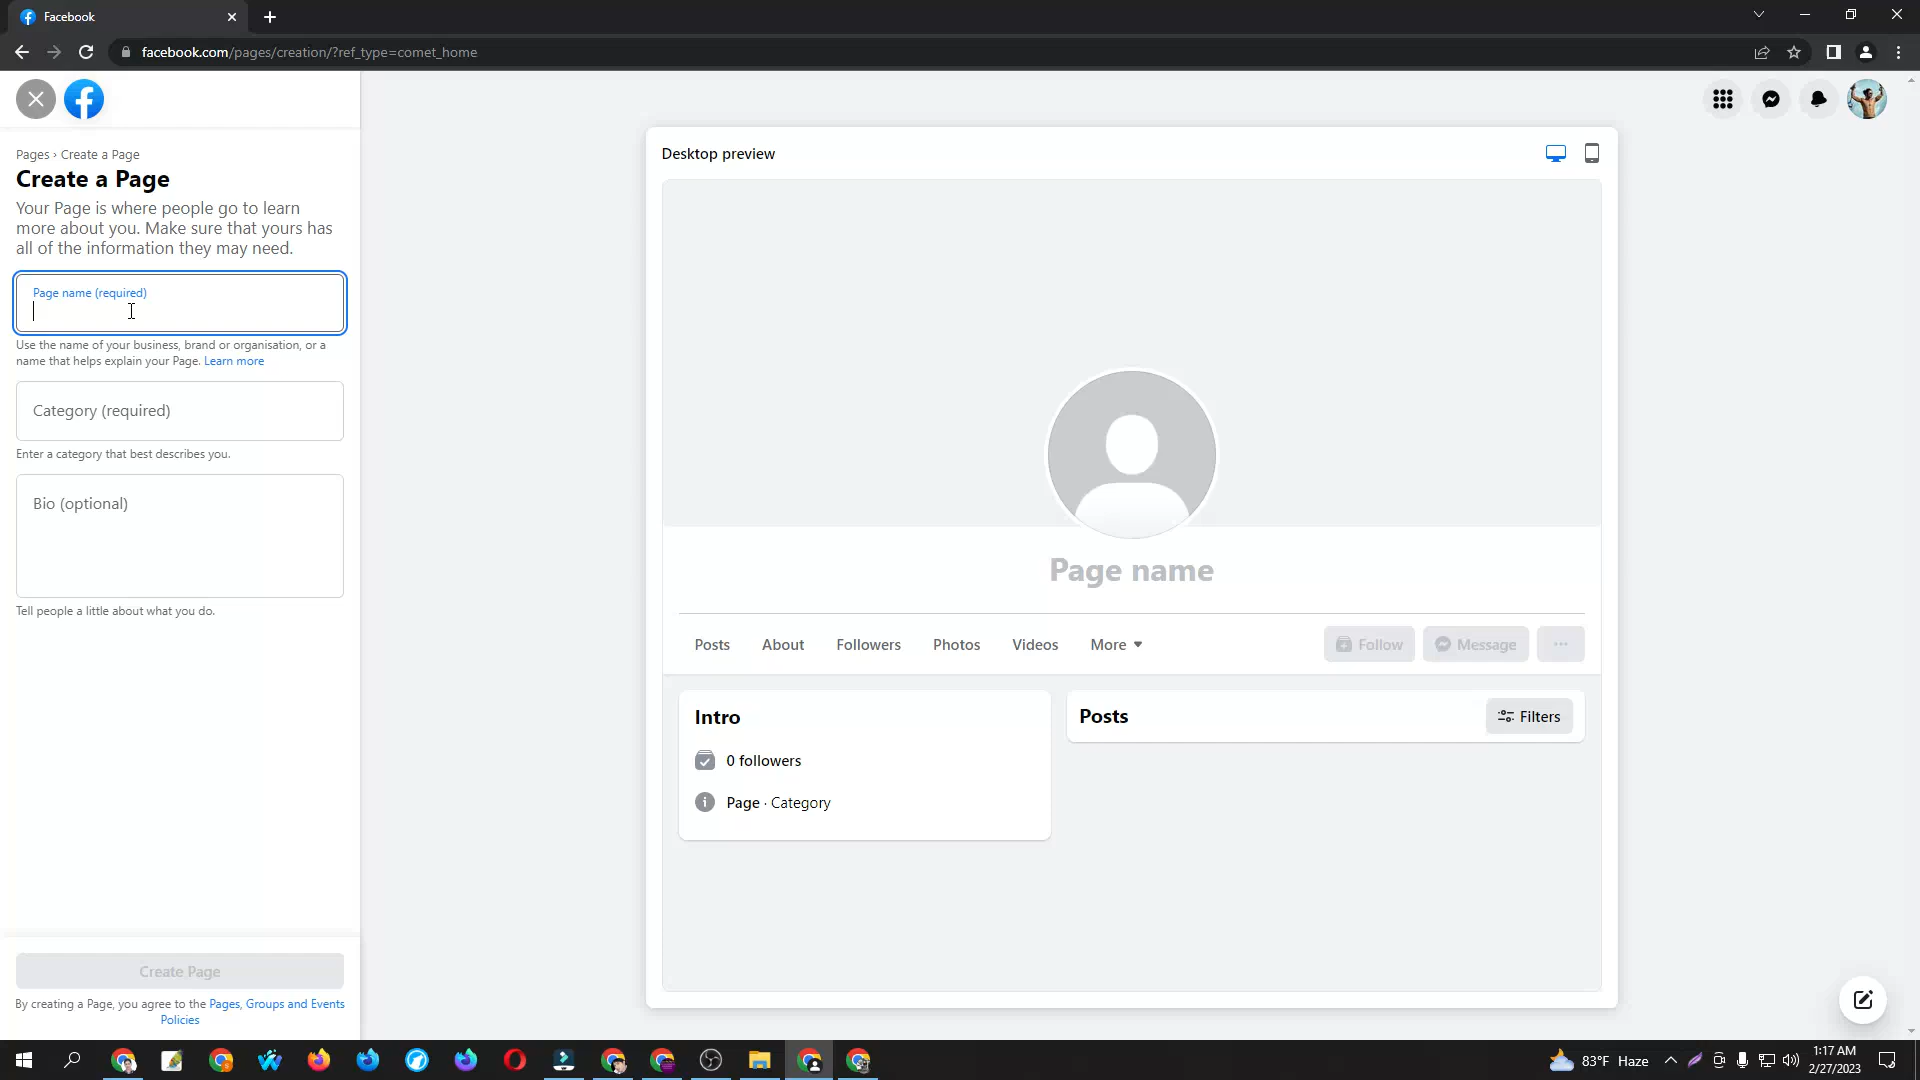 Facebook
facebook.com/pages/creation/?ref_type=comet_home
Pages › Create a Page
Create a Page
Your Page is where people go to learn
more about you. Make sure that yours has
all of the information they may need.
Page name (required)
Use the name of your business, brand or organisation, or a
name that helps explain your Page. Learn more
Category (required)
Enter a category that best describes you.
Bio (optional)
Tell people a little about what you do.
Create Page
By creating a Page, you agree to the Pages, Groups and Events
Policies
Desktop preview
Page name
Posts About Followers Photos Videos More Follow Message
Intro
0 followers
Page · Category
Posts
Filters
83°F Haze
1:17 AM
2/27/2023